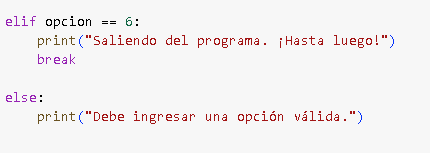 elif opcion == 6:
    print("Saliendo del programa. ¡Hasta luego!")
    break
else:
    print("Debe ingresar una opción válida.")